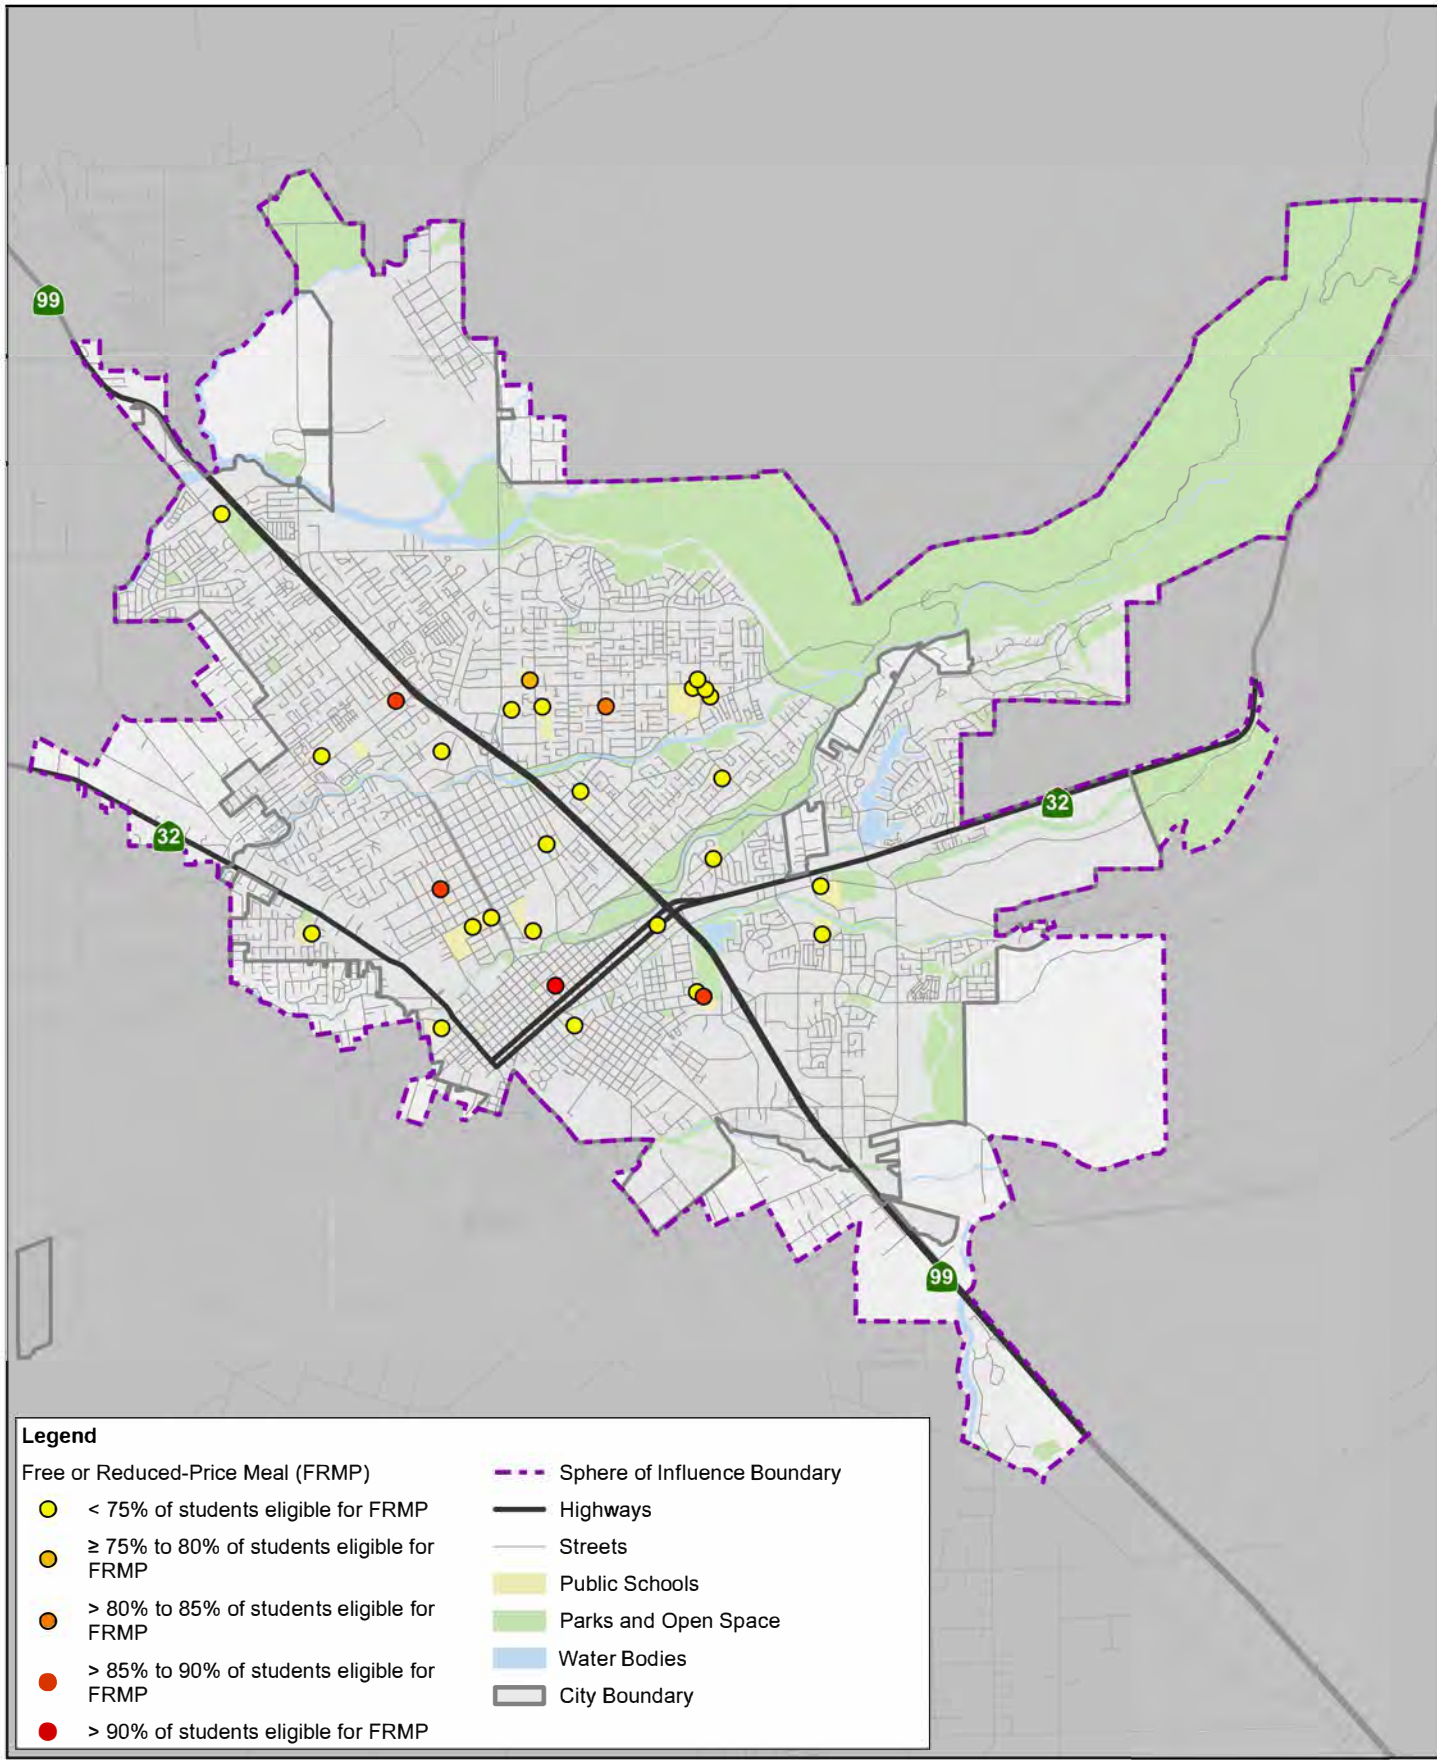 99
32
32
99
Legend
Free or Reduced-Price Meal (FRMP)
< 75% of students eligible for FRMP
≥ 75% to 80% of students eligible for
FRMP
> 80% to 85% of students eligible for
FRMP
> 85% to 90% of students eligible for
FRMP
> 90% of students eligible for FRMP
Sphere of Influence Boundary
Highways
Streets
Public Schools
Parks and Open Space
Water Bodies
City Boundary